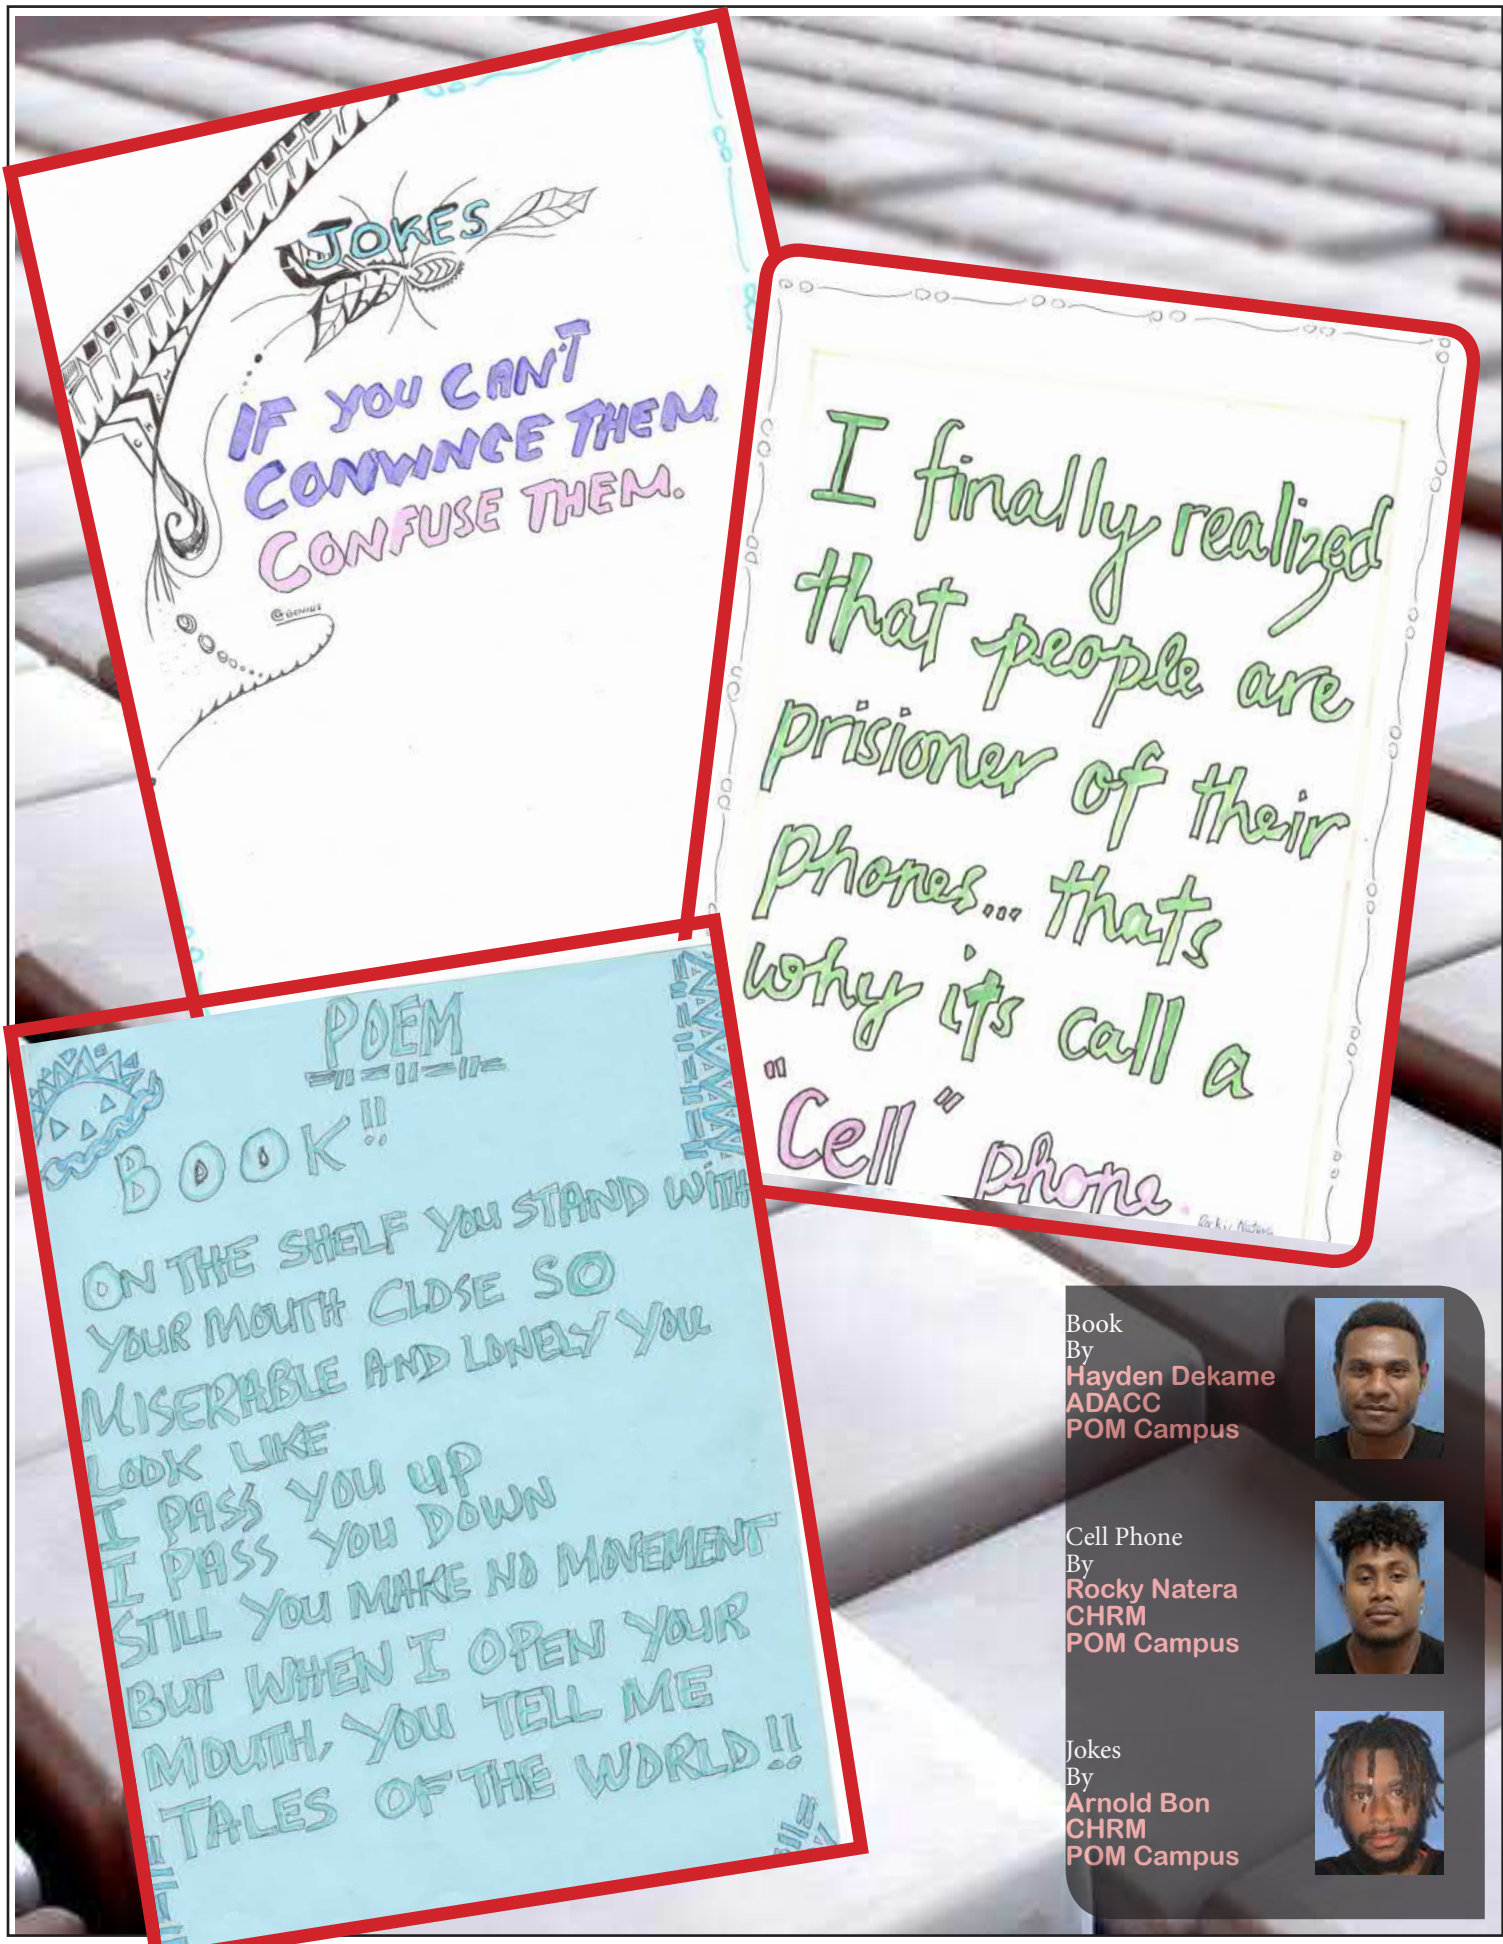 JOKES
IF YOU CAN'T
CONVINCE THEM
CONFUSE THEM.
@GENIUS
I finally realized
that people are
prisioner of their
phones... thats
why its call a
"Cell" phone.
Rocky Natera
POEM
BOOK!!
ON THE SHELF YOU STAND WITH
YOUR MOUTH CLOSE SO
MISERABLE AND LONELY YOU
LOOK LIKE
I PASS YOU UP
I PASS YOU DOWN
STILL YOU MAKE NO MOVEMENT
BUT WHEN I OPEN YOUR
MOUTH, YOU TELL ME
TALES OF THE WORLD!!
Book
By
Hayden Dekame
ADACC
POM Campus
Cell Phone
By
Rocky Natera
CHRM
POM Campus
Jokes
By
Arnold Bon
CHRM
POM Campus